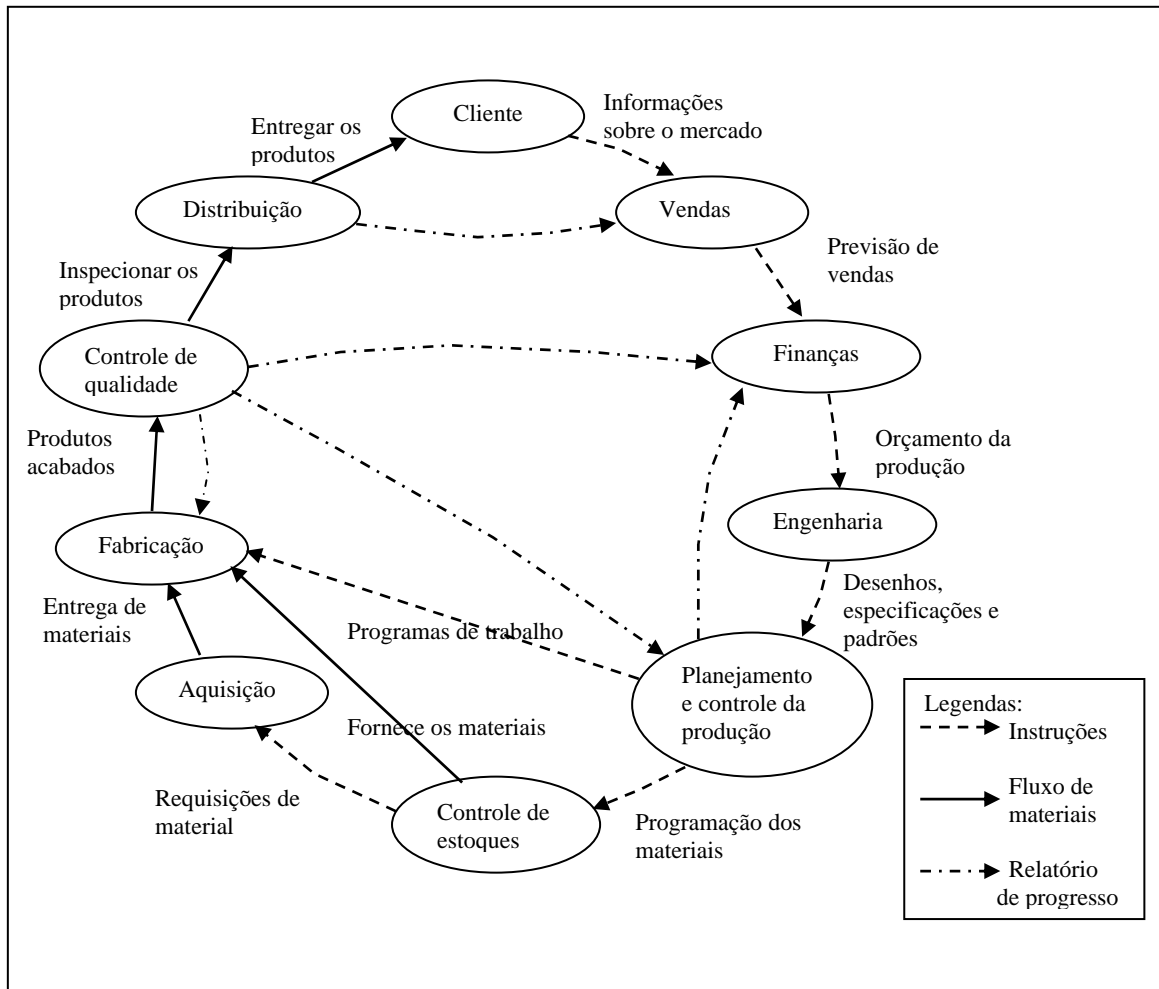 Cliente
Informações
sobre o mercado
Entregar os
produtos
Distribuição
Vendas
Previsão de
vendas
Inspecionar os
produtos
Controle de
qualidade
Finanças
Produtos
acabados
Orçamento da
produção
Engenharia
Fabricação
Desenhos,
especificações e
padrões
Entrega de
materiais
Programas de trabalho
Aquisição
Planejamento
e controle da
produção
Fornece os materiais
Requisições de
material
Controle de
estoques
Programação dos
materiais
Legendas:
Instruções
Fluxo de
materiais
Relatório
de progresso